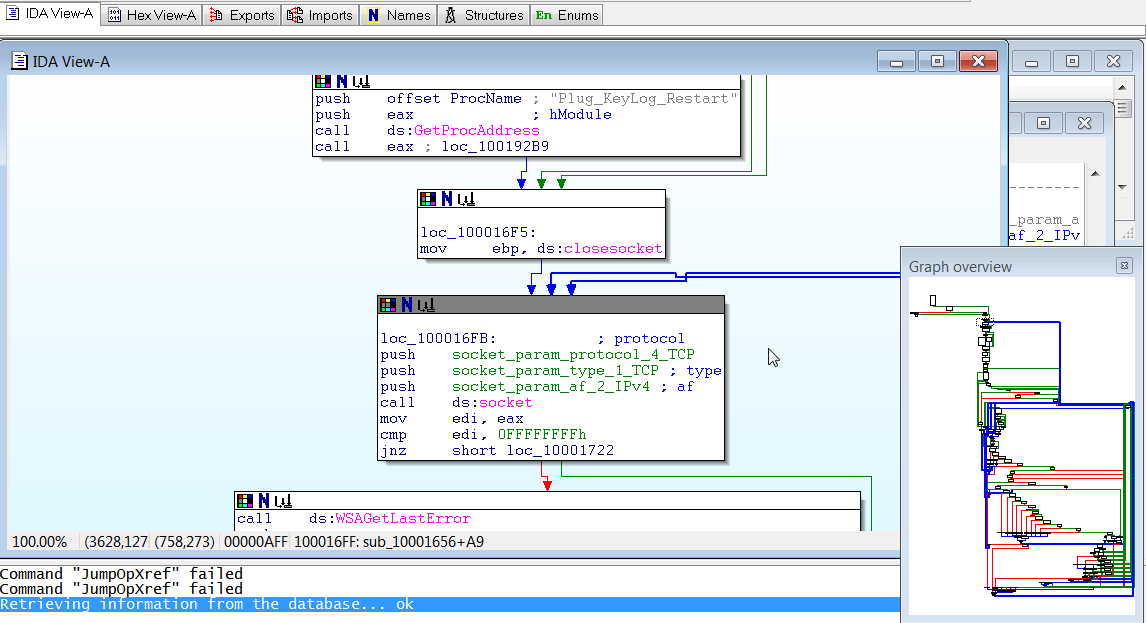 IDA View-A Hex View-A Exports Imports N Names Structures En Enums
IDA View-A
N
push offset ProcName ; "Plug_KeyLog_Restart"
push eax ; hModule
call ds:GetProcAddress
call eax ; loc_100192B9
N
loc_100016F5:
mov ebp, ds:closesocket
N
loc_100016FB: ; protocol
push socket_param_protocol_4_TCP
push socket_param_type_1_TCP ; type
push socket_param_af_2_IPv4 ; af
call ds:socket
mov edi, eax
cmp edi, 0FFFFFFFFh
jnz short loc_10001722
N
call ds:WSAGetLastError
100.00% (3628,127) (758,273) 00000AFF 100016FF: sub_10001656+A9
_param_a
af_2_IPv
Graph overview
Command "JumpOpXref" failed
Command "JumpOpXref" failed
Retrieving information from the database... ok